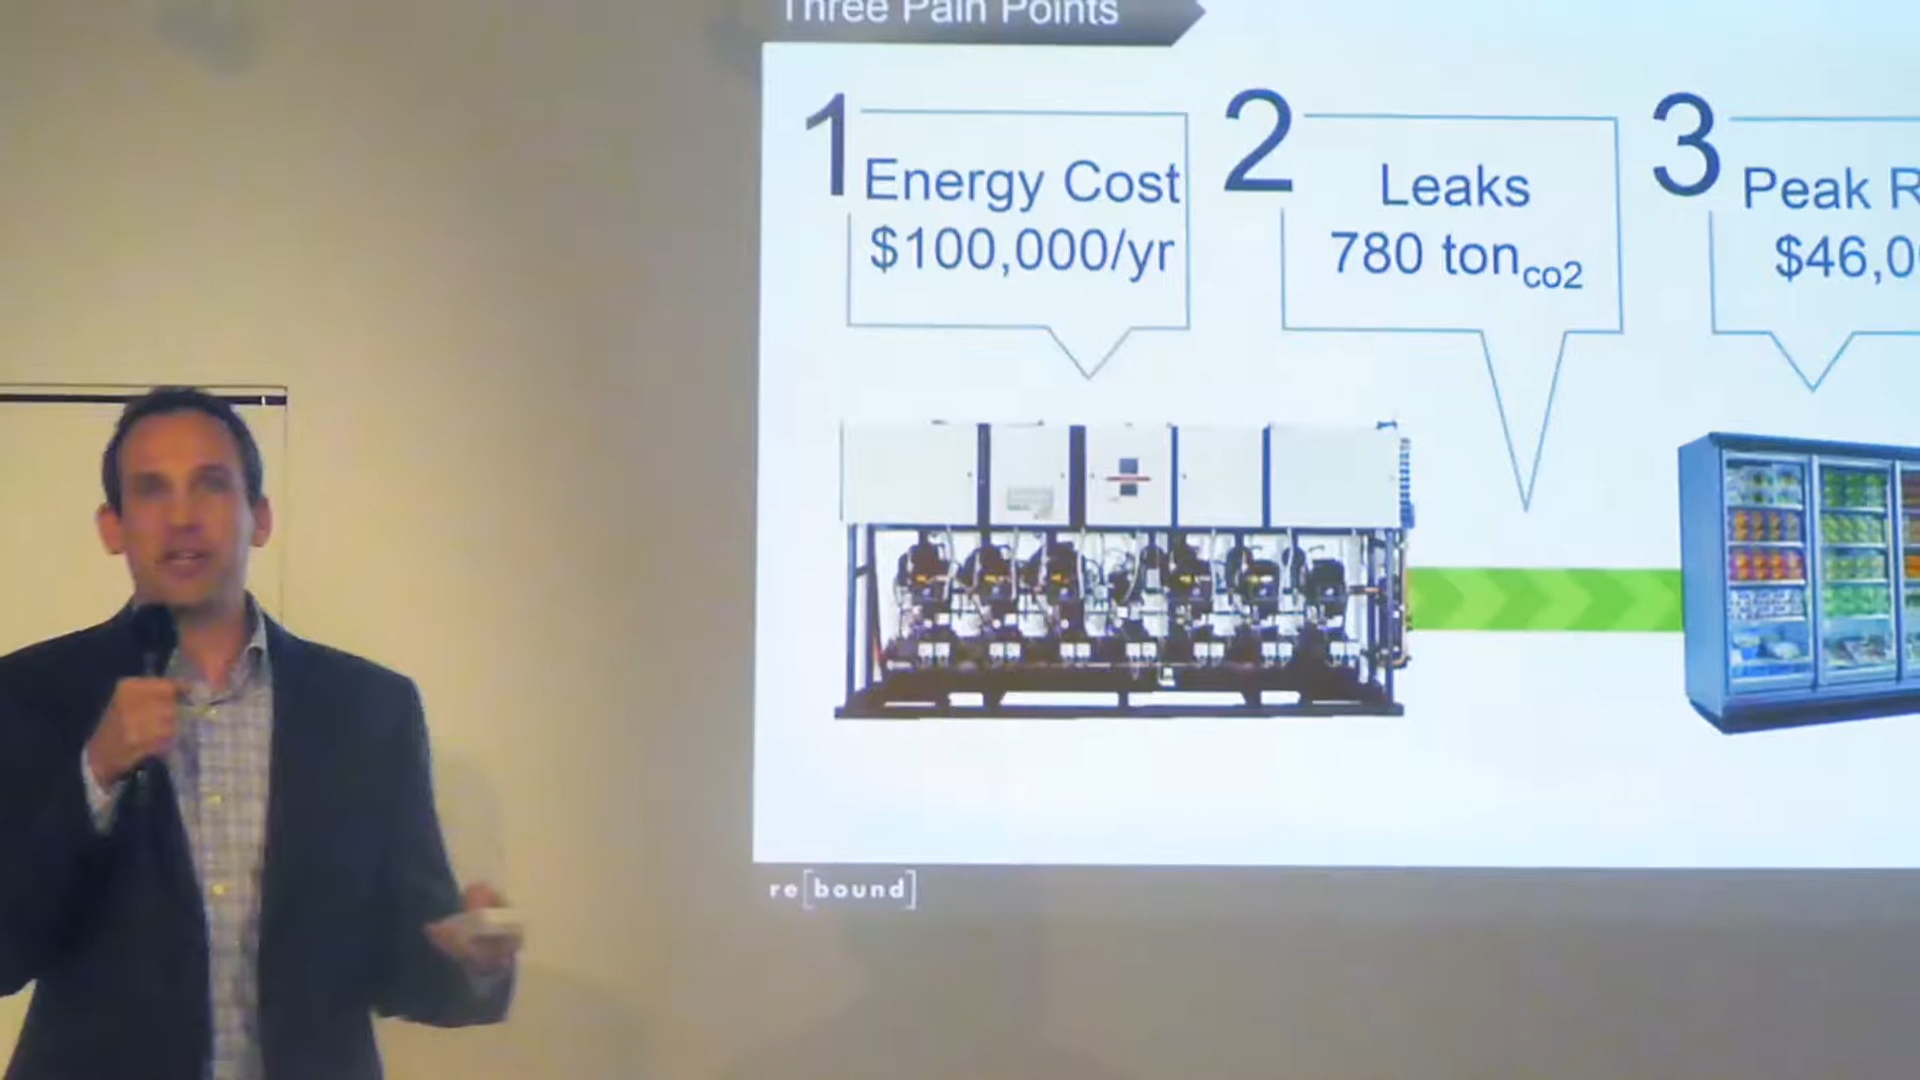 Three Pain Points
1
Energy Cost
$100,000/yr
2
Leaks
780 ton co2
3
Peak R
$46,0
re[bound]